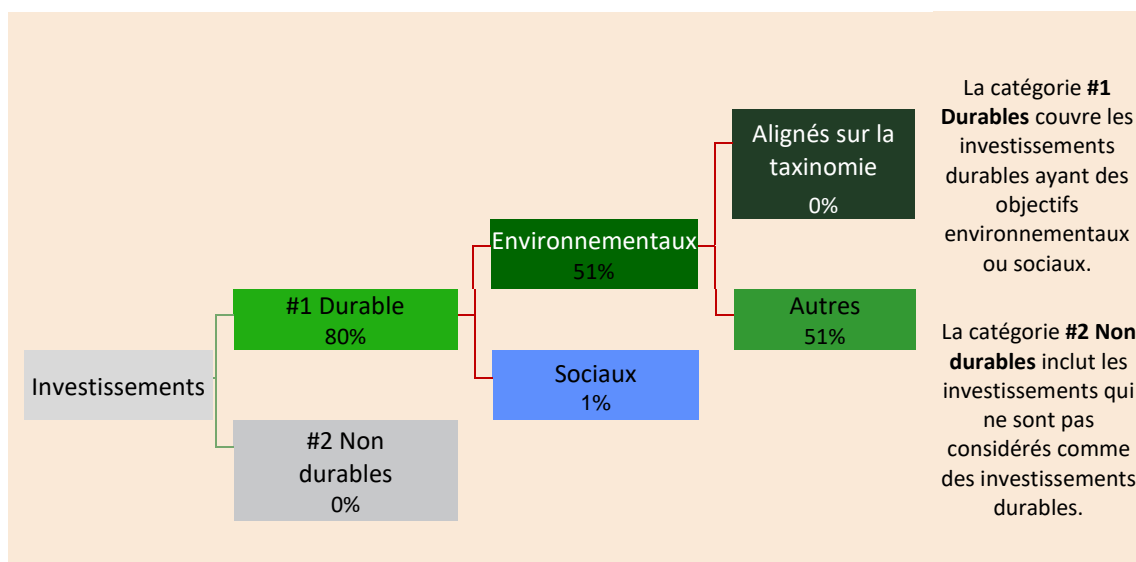 Investissements
#1 Durable
80%
#2 Non
durables
0%
Environnementaux
51%
Sociaux
1%
Alignés sur la
taxinomie
0%
Autres
51%
La catégorie #1
Durables couvre les
investissements
durables ayant des
objectifs
environnementaux
ou sociaux.
La catégorie #2 Non
durables inclut les
investissements qui
ne sont pas
considérés comme
des investissements
durables.